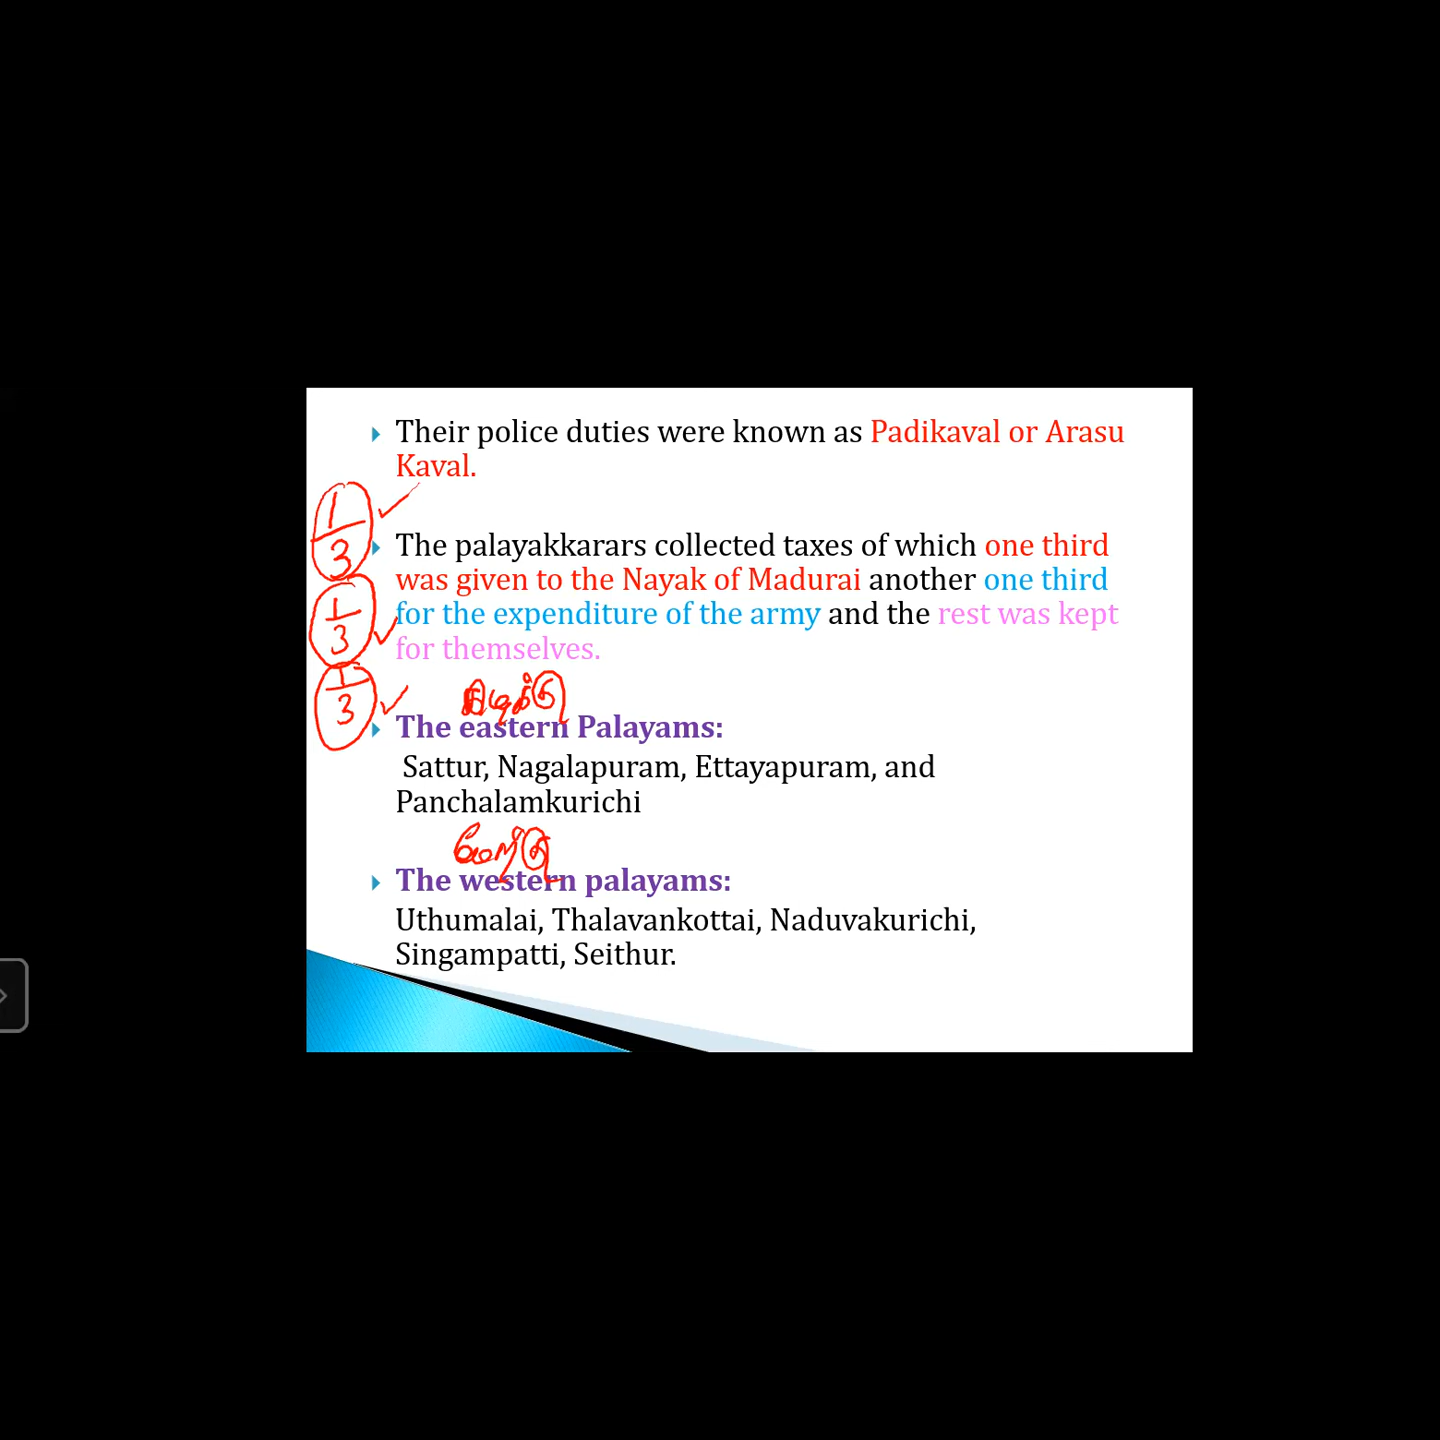 Their police duties were known as Padikaval or Arasu
Kaval.
1/3
The palayakkarars collected taxes of which one third
was given to the Nayak of Madurai another one third
1/3
for the expenditure of the army and the rest was kept
for themselves.
1/3
கிழக்கு
The eastern Palayams:
Sattur, Nagalapuram, Ettayapuram, and
Panchalamkurichi
மேற்கு
The western palayams:
Uthumalai, Thalavankottai, Naduvakurichi,
Singampatti, Seithur.